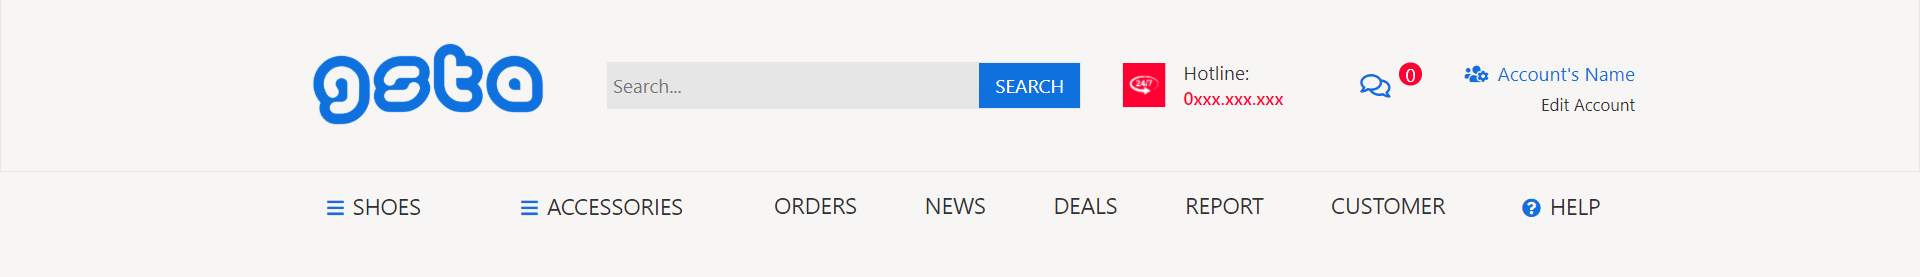 gsta
Search...
SEARCH
24/7
Hotline:
0xxx.xxx.xxx
0
Account's Name
Edit Account
SHOES
ACCESSORIES
ORDERS
NEWS
DEALS
REPORT
CUSTOMER
? HELP